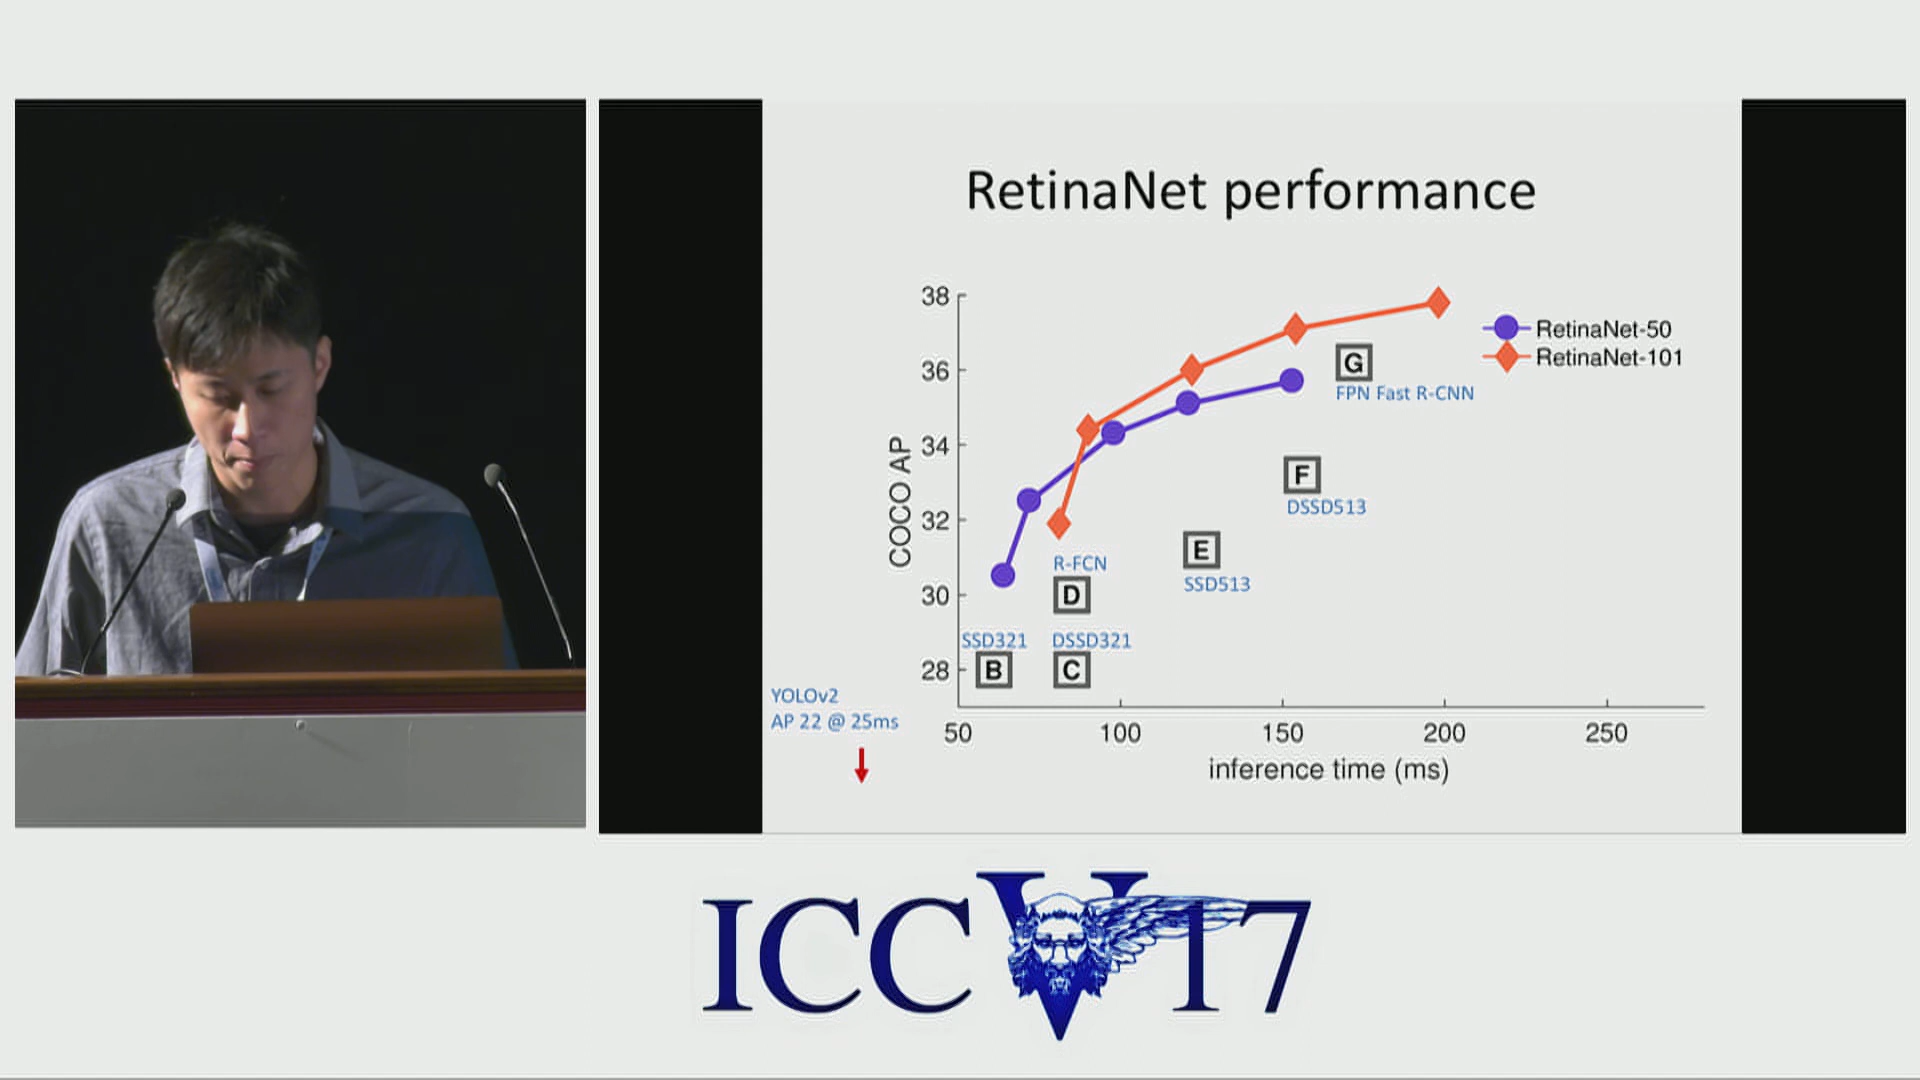 RetinaNet performance
38
36
34
32
30
28
COCO AP
RetinaNet-50
RetinaNet-101
G
FPN Fast R-CNN
F
DSSD513
E
SSD513
R-FCN
D
SSD321
DSSD321
B
C
YOLOv2
AP 22 @ 25ms
50
100
150
200
250
inference time (ms)
ICCV17